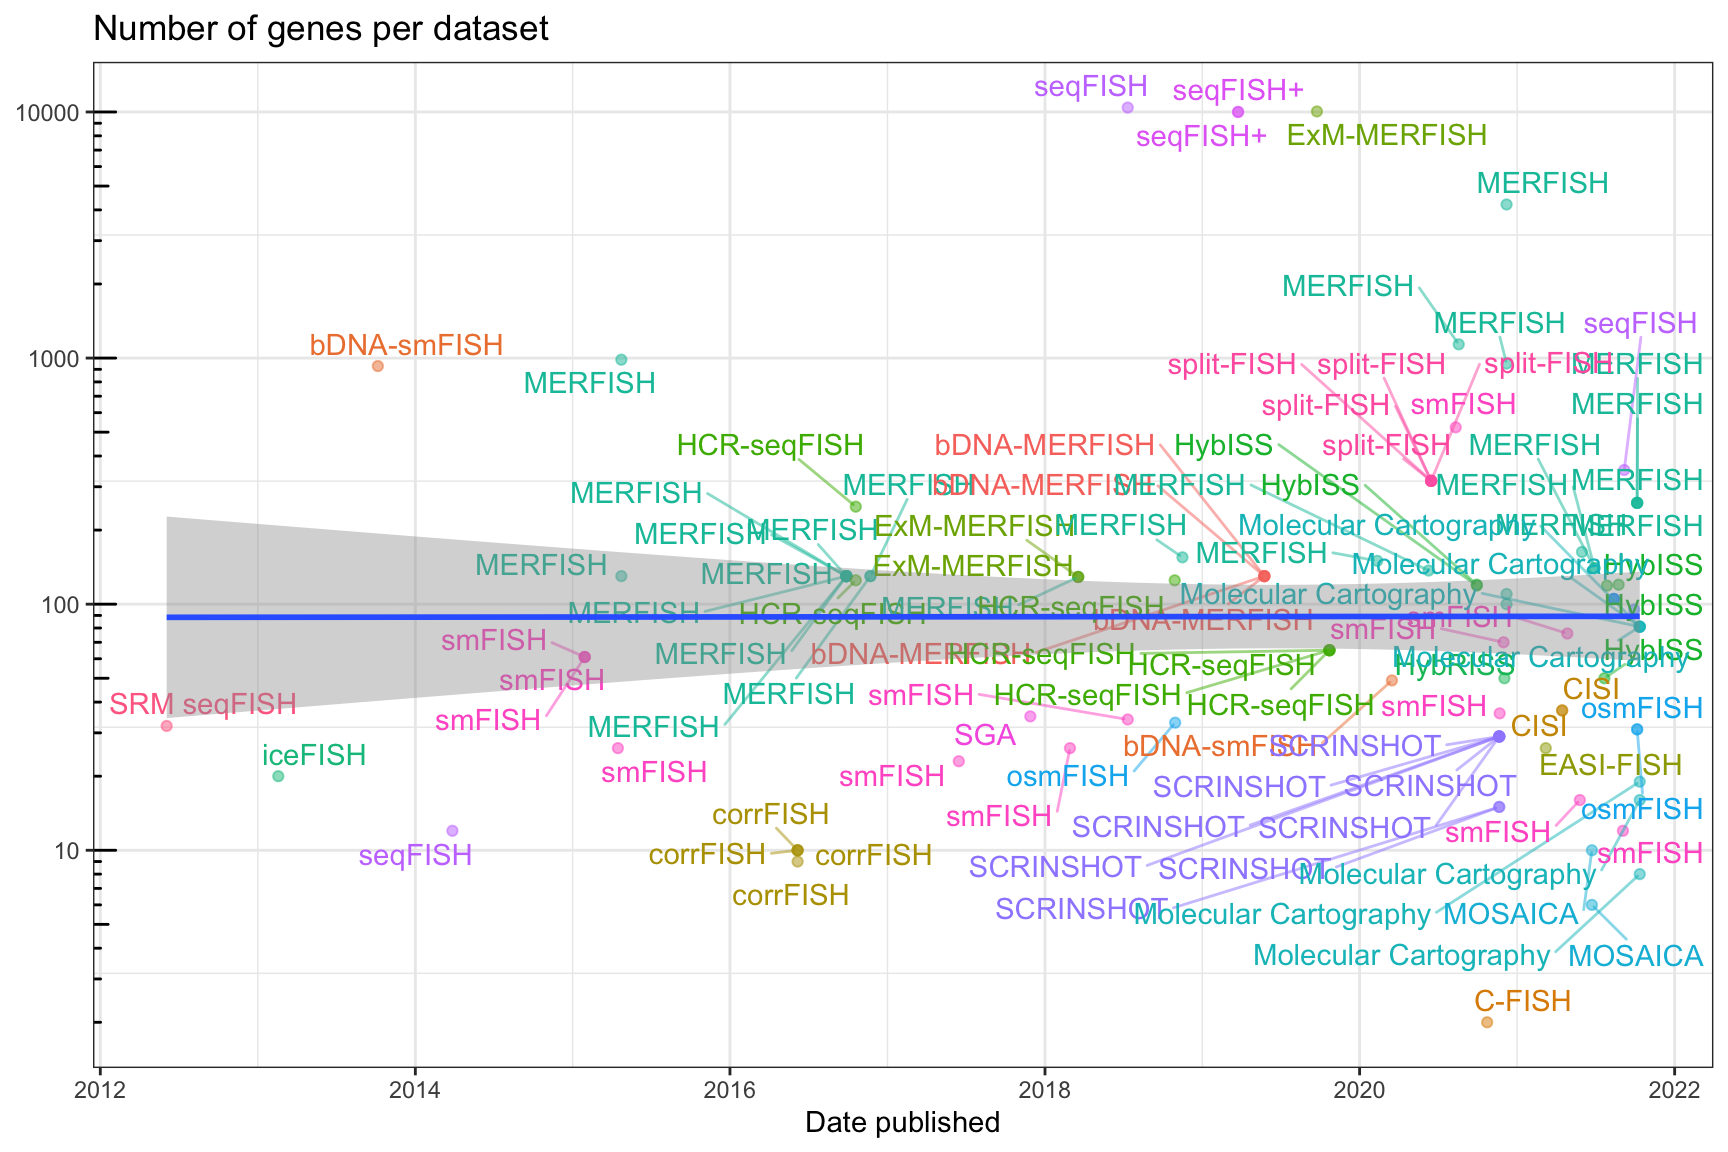 Number of genes per dataset
seqFISH
seqFISH+
10000
seqFISH+
ExM-MERFISH
MERFISH
MERFISH
MERFISH
seqFISH
bDNA-smFISH
1000
split-FISH
split-FISH
split-FISH
MERFISH
MERFISH
split-FISH
smFISH
MERFISH
HCR-seqFISH
bDNA-MERFISH
HybISS
split-FISH
MERFISH
MERFISH
MERFISH
bDNA-MERFISH
MERFISH
HybISS
MERFISH
MERFISH
MERFISH
MERFISH
ExM-MERFISH
MERFISH
Molecular Cartography
MERFISH
MERFISH
MERFISH
MERFISH
ExM-MERFISH
MERFISH
Molecular Cartography
HybISS
100
MERFISH
HCR-seqFISH
MERFISH
HCR-seqFISH
Molecular Cartography
HybISS
bDNA-MERFISH
smFISH
smFISH
smFISH
MERFISH
bDNA-MERFISH
HCR-seqFISH
HCR-seqFISH
HybRISS
Molecular Cartography
HybISS
smFISH
SRM seqFISH
MERFISH
smFISH
HCR-seqFISH
HCR-seqFISH
smFISH
CISI
osmFISH
smFISH
MERFISH
SGA
CISI
iceFISH
smFISH
smFISH
osmFISH
bDNA-smFISH
SCRINSHOT
EASI-FISH
SCRINSHOT
SCRINSHOT
corrFISH
smFISH
SCRINSHOT
SCRINSHOT
smFISH
osmFISH
10
seqFISH
corrFISH
corrFISH
SCRINSHOT
SCRINSHOT
Molecular Cartography
smFISH
corrFISH
SCRINSHOT
Molecular Cartography
MOSAICA
Molecular Cartography
MOSAICA
C-FISH
2012
2014
2016
2018
2020
2022
Date published